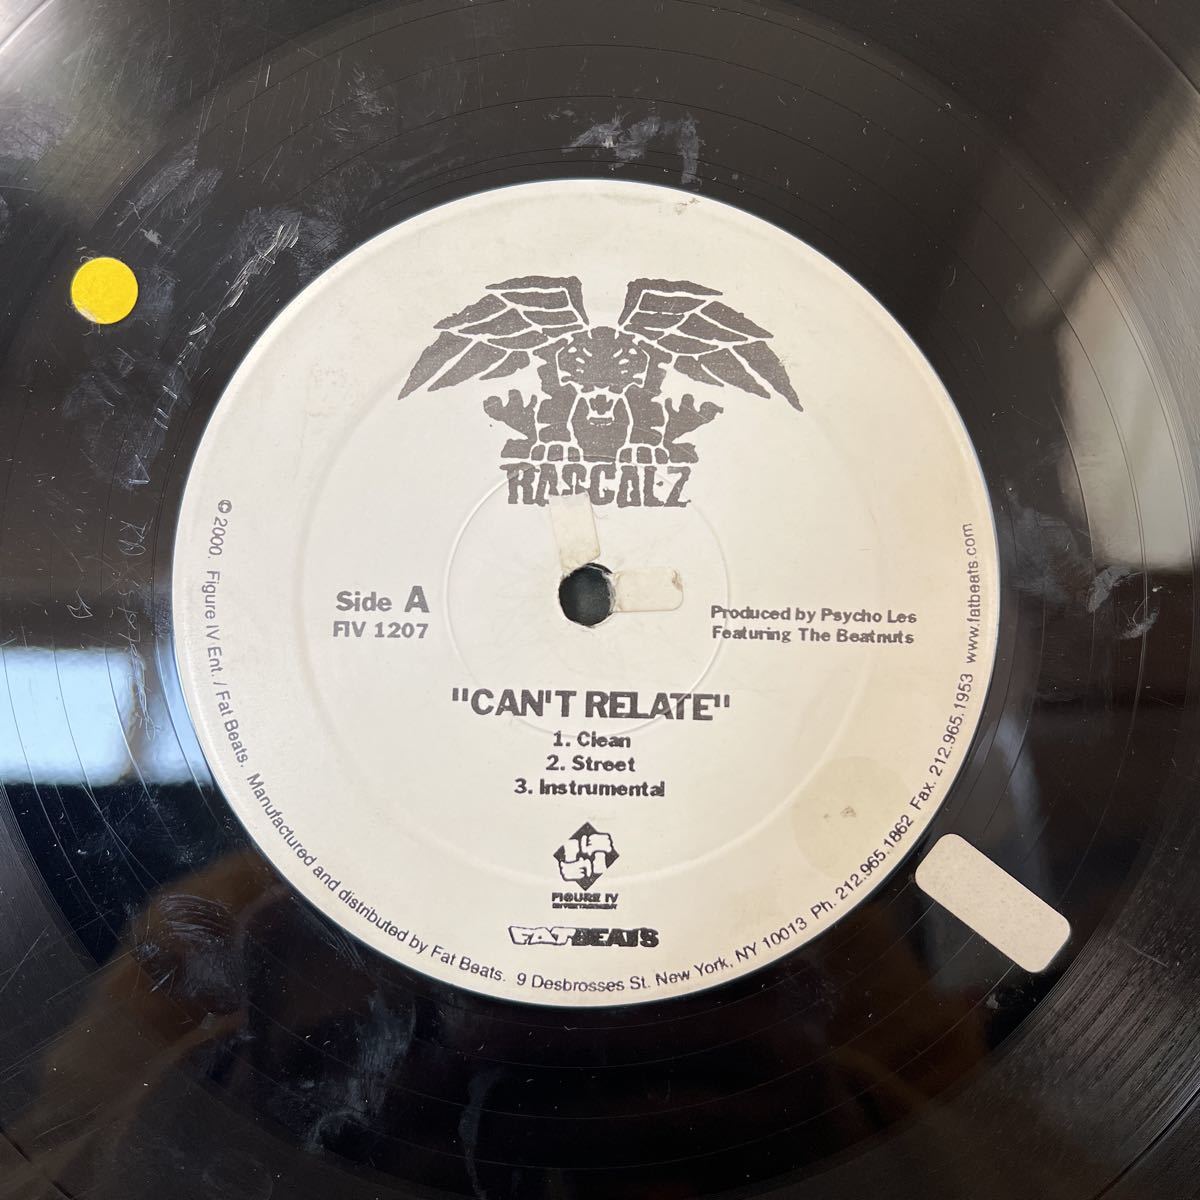 RASCALZ
Side A
FIV 1207
Produced by Psycho Les
Featuring The Beatnuts
"CAN'T RELATE"
1. Clean
2. Street
3. Instrumental
FIGURE IV
ENTERTAINMENT
FATBEATS
© 2000. Figure IV Ent. / Fat Beats. Manufactured and distributed by Fat Beats. 9 Desbrosses St. New York, NY 10013 Ph. 212.965.1862 Fax. 212.965.1953 www.fatbeats.com